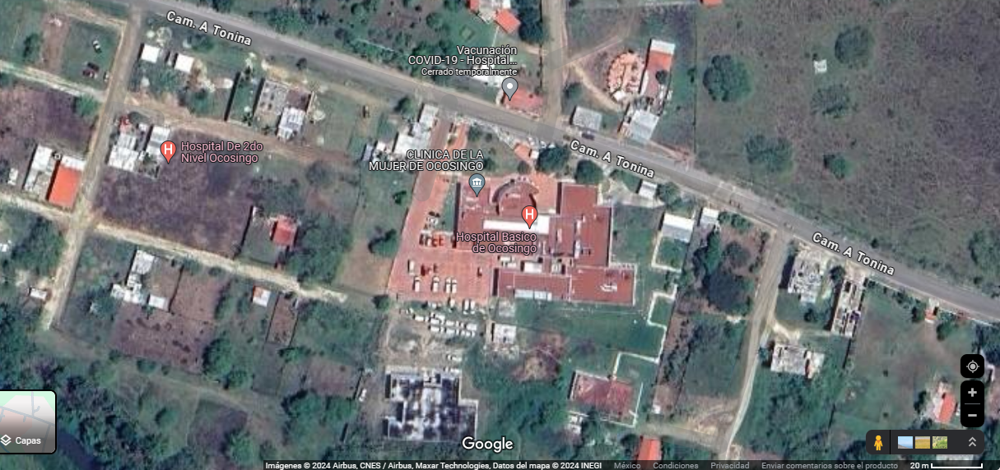 Cam. A Tonina
Vacunación
COVID-19 - Hospital...
Cerrado temporalmente
Hospital De 2do
Nivel Ocosingo
CLINICA DE LA
MUJER DE OCOSINGO
Cam. A Tonina
Hospital Basico
de Ocosingo
Cam. A Tonina
Capas
Google
Imágenes © 2024 Airbus, CNES / Airbus, Maxar Technologies, Datos del mapa © 2024 INEGI México Condiciones Privacidad Enviar comentarios sobre el producto 20 m